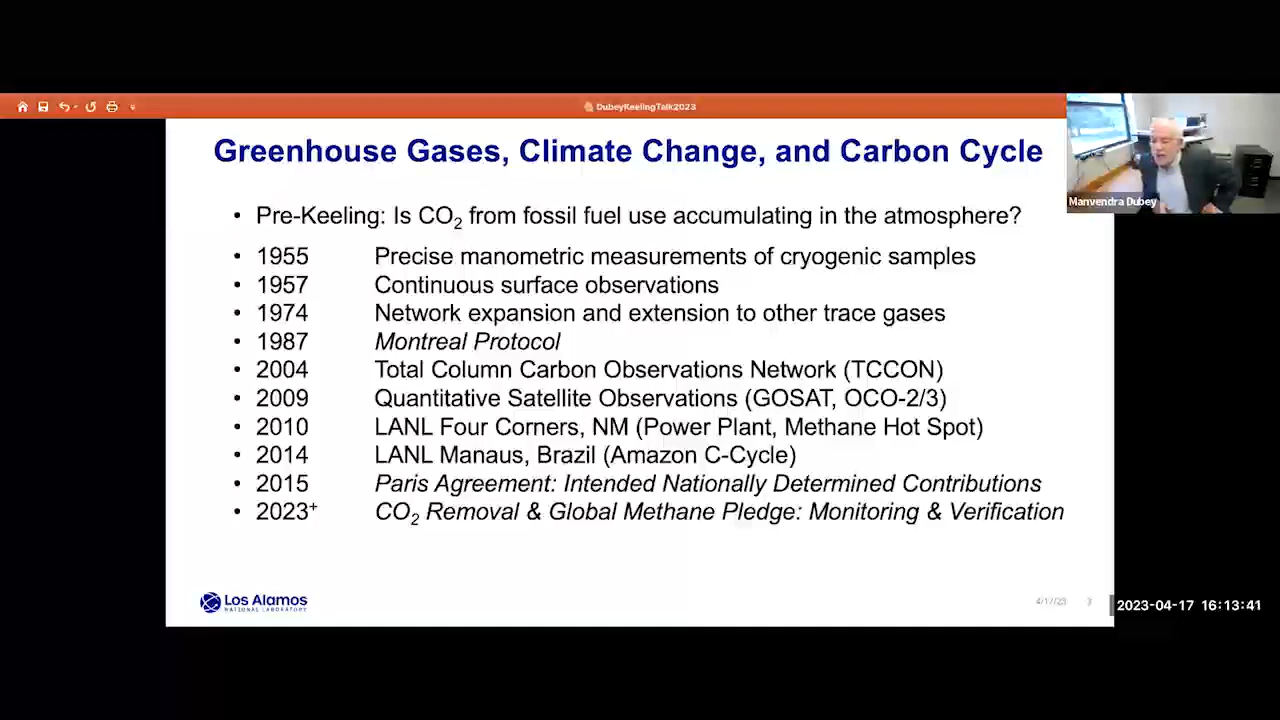 DubeyKeelingTalk2023
Greenhouse Gases, Climate Change, and Carbon Cycle
Manvendra Dubey
• Pre-Keeling: Is CO₂ from fossil fuel use accumulating in the atmosphere?
• 1955 Precise manometric measurements of cryogenic samples
• 1957 Continuous surface observations
• 1974 Network expansion and extension to other trace gases
• 1987 Montreal Protocol
• 2004 Total Column Carbon Observations Network (TCCON)
• 2009 Quantitative Satellite Observations (GOSAT, OCO-2/3)
• 2010 LANL Four Corners, NM (Power Plant, Methane Hot Spot)
• 2014 LANL Manaus, Brazil (Amazon C-Cycle)
• 2015 Paris Agreement: Intended Nationally Determined Contributions
• 2023⁺ CO₂ Removal & Global Methane Pledge: Monitoring & Verification
Los Alamos
NATIONAL LABORATORY
4/17/23 3
2023-04-17 16:13:41